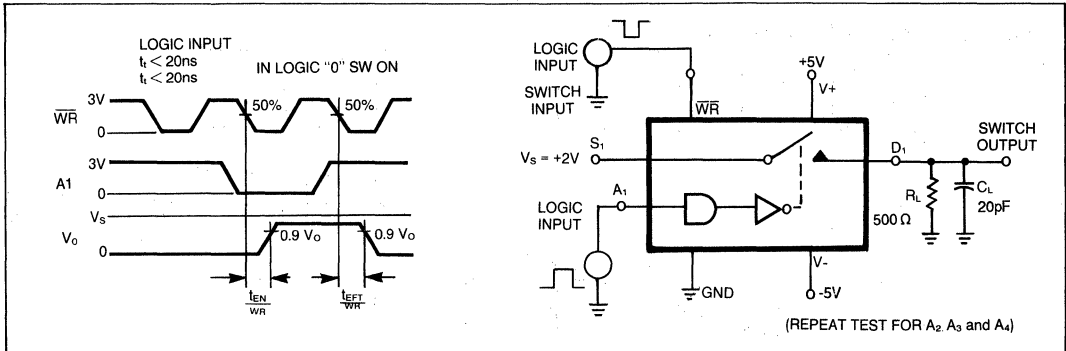 LOGIC INPUT
tt < 20ns
tt < 20ns
IN LOGIC "0" SW ON
WR
3V
0
50%
50%
A1
3V
0
Vs
Vo
0
0.9 Vo
0.9 Vo
tEN
WR
tEFT
WR
LOGIC
INPUT
SWITCH
INPUT
WR
+5V
V+
S1
Vs = +2V
D1
SWITCH
OUTPUT
A1
LOGIC
INPUT
RL
500 Ω
CL
20pF
GND
V-
-5V
(REPEAT TEST FOR A2, A3 and A4)